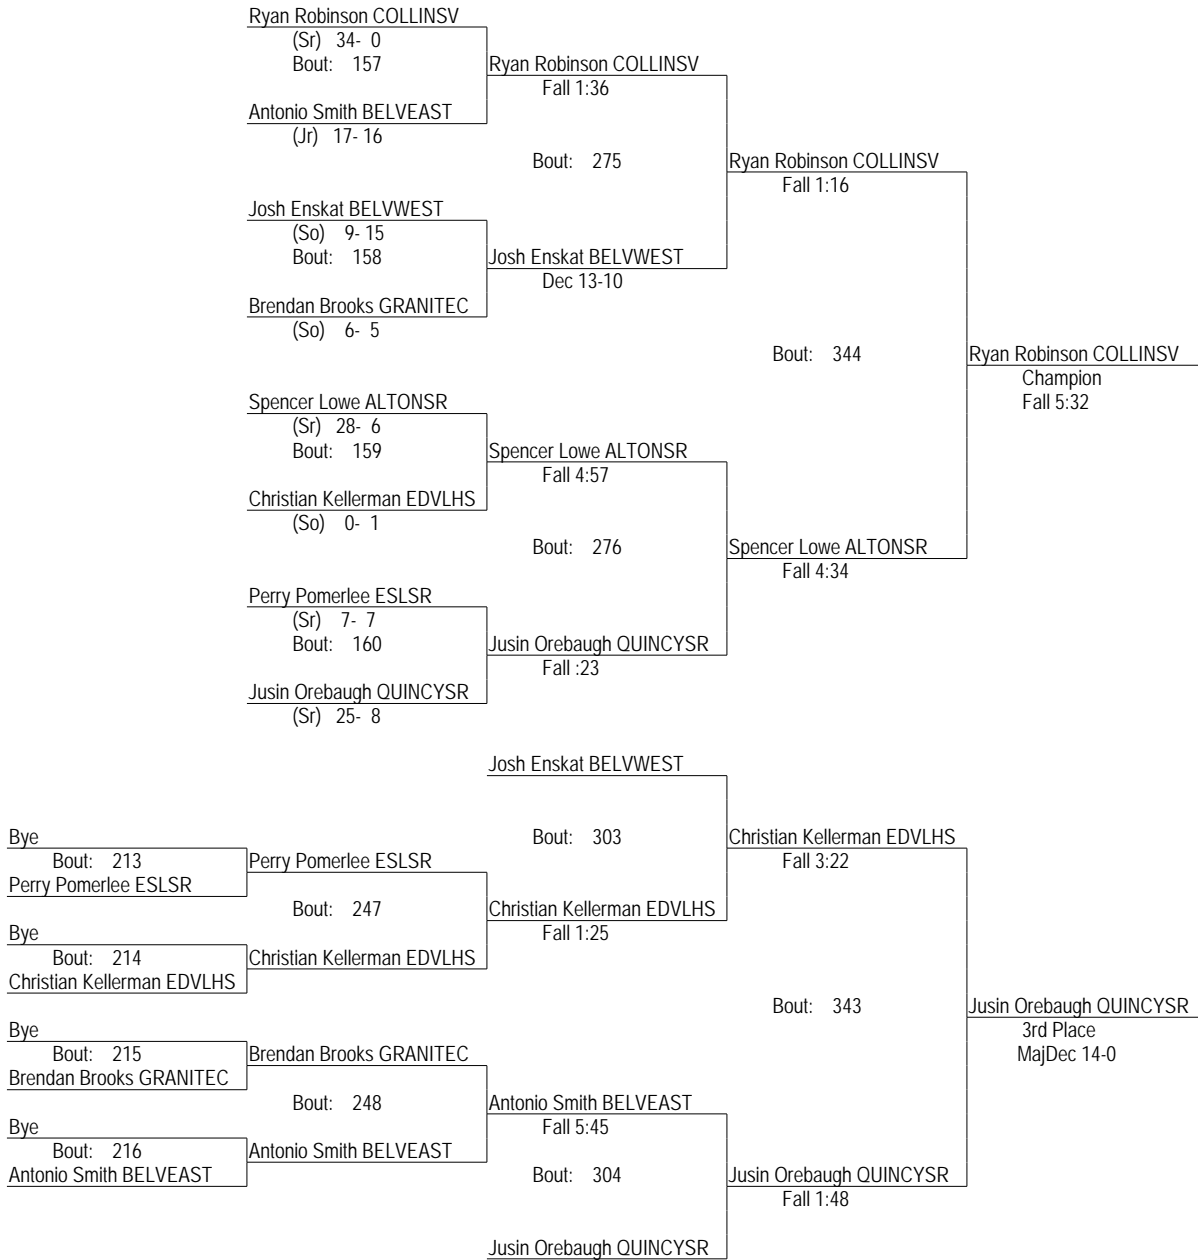 Ryan Robinson COLLINSV
(Sr) 34- 0
Bout: 157
Ryan Robinson COLLINSV
Fall 1:36
Antonio Smith BELVEAST
(Jr) 17- 16
Bout: 275
Ryan Robinson COLLINSV
Fall 1:16
Josh Enskat BELVWEST
(So) 9- 15
Bout: 158
Josh Enskat BELVWEST
Dec 13-10
Brendan Brooks GRANITEC
(So) 6- 5
Bout: 344
Ryan Robinson COLLINSV
Champion
Fall 5:32
Spencer Lowe ALTONSR
(Sr) 28- 6
Bout: 159
Spencer Lowe ALTONSR
Fall 4:57
Christian Kellerman EDVLHS
(So) 0- 1
Bout: 276
Spencer Lowe ALTONSR
Fall 4:34
Perry Pomerlee ESLSR
(Sr) 7- 7
Bout: 160
Jusin Orebaugh QUINCYSR
Fall :23
Jusin Orebaugh QUINCYSR
(Sr) 25- 8
Josh Enskat BELVWEST
Bout: 303
Christian Kellerman EDVLHS
Fall 3:22
Bye
Bout: 213
Perry Pomerlee ESLSR
Perry Pomerlee ESLSR
Bout: 247
Christian Kellerman EDVLHS
Fall 1:25
Bye
Bout: 214
Christian Kellerman EDVLHS
Christian Kellerman EDVLHS
Bout: 343
Jusin Orebaugh QUINCYSR
3rd Place
MajDec 14-0
Bye
Bout: 215
Brendan Brooks GRANITEC
Brendan Brooks GRANITEC
Bout: 248
Antonio Smith BELVEAST
Fall 5:45
Bye
Bout: 216
Antonio Smith BELVEAST
Antonio Smith BELVEAST
Bout: 304
Jusin Orebaugh QUINCYSR
Fall 1:48
Jusin Orebaugh QUINCYSR